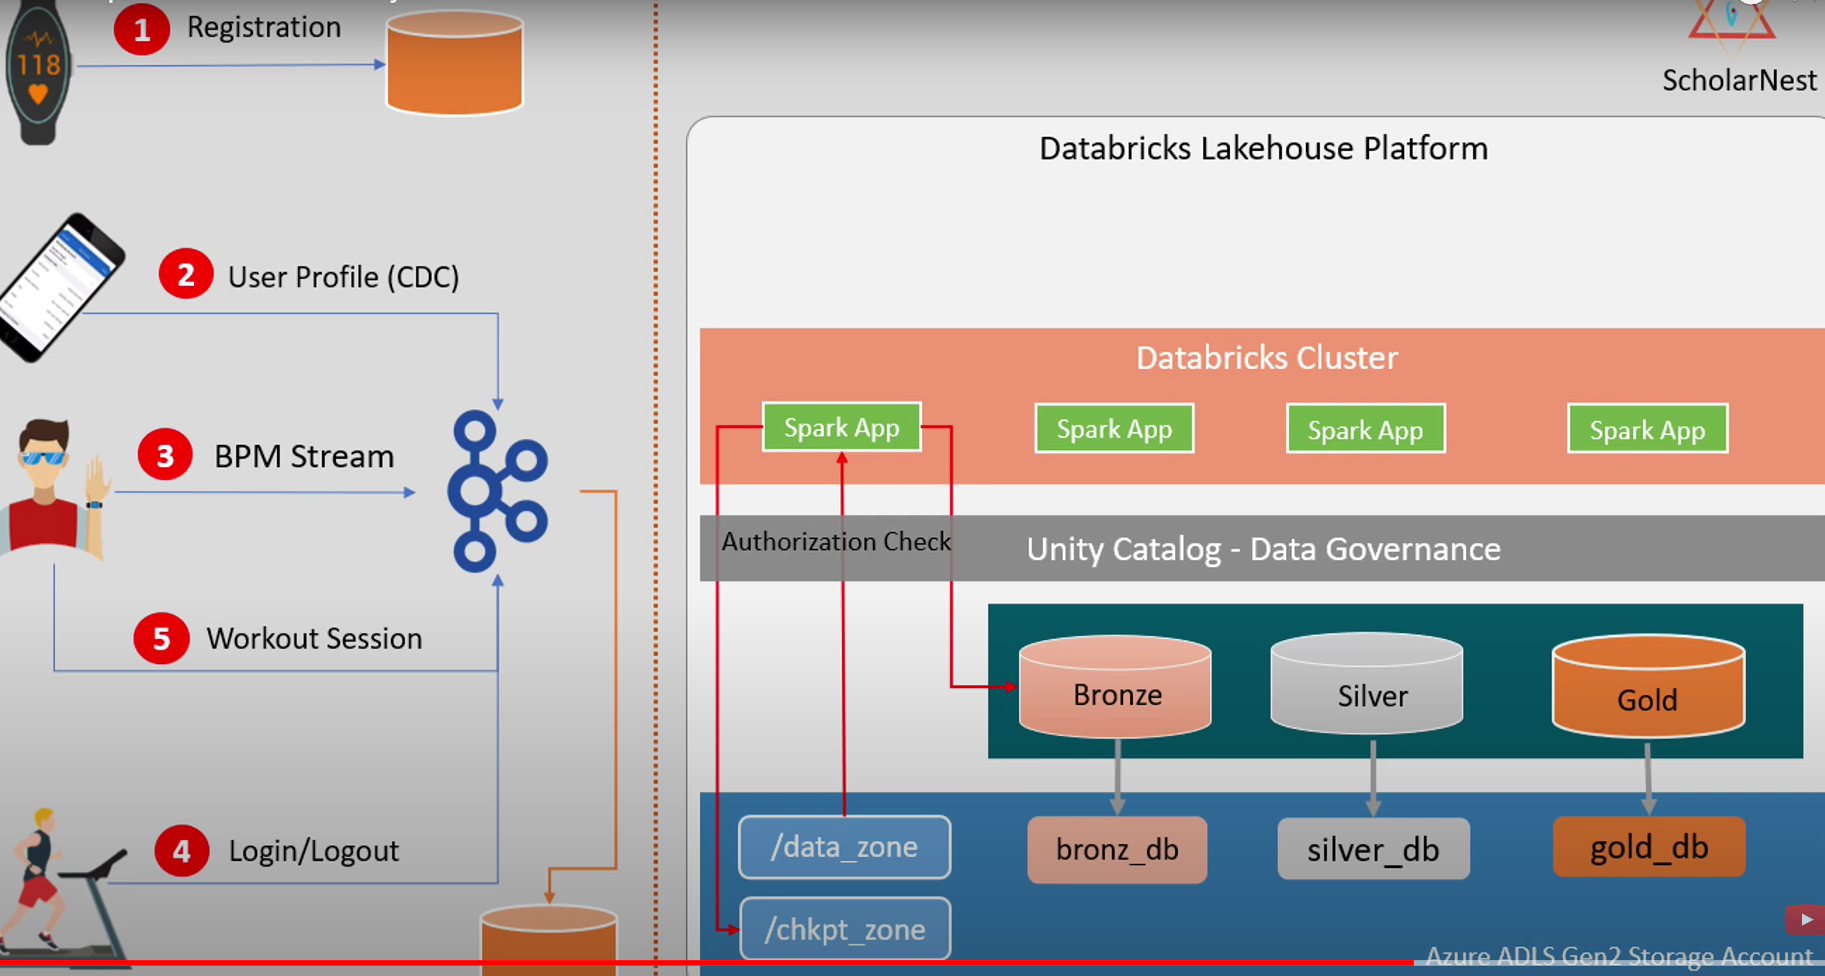 118
1 Registration
ScholarNest
Databricks Lakehouse Platform
2 User Profile (CDC)
Databricks Cluster
Spark App
Spark App
Spark App
Spark App
3 BPM Stream
Authorization Check
Unity Catalog - Data Governance
5 Workout Session
Bronze
Silver
Gold
4 Login/Logout
/data_zone
bronz_db
silver_db
gold_db
/chkpt_zone
Azure ADLS Gen2 Storage Account